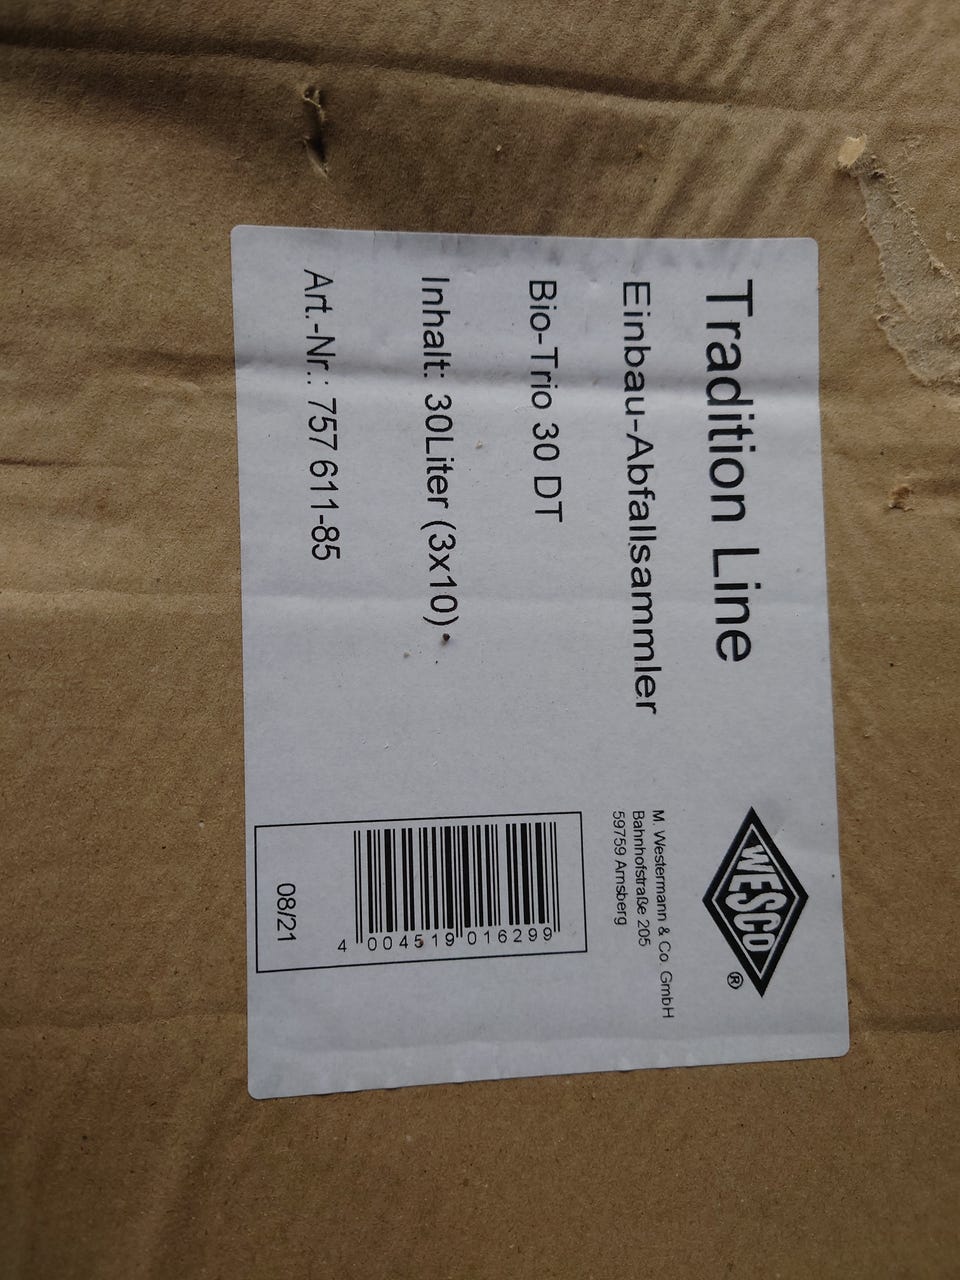 Tradition Line
Einbau-Abfallsammler
Bio-Trio 30 DT
Inhalt: 30Liter (3x10)
Art.-Nr.: 757 611-85
WESCO
®
M. Westermann & Co. GmbH
Bahnhofstraße 205
59759 Arnsberg
4 004519 016299
08/21